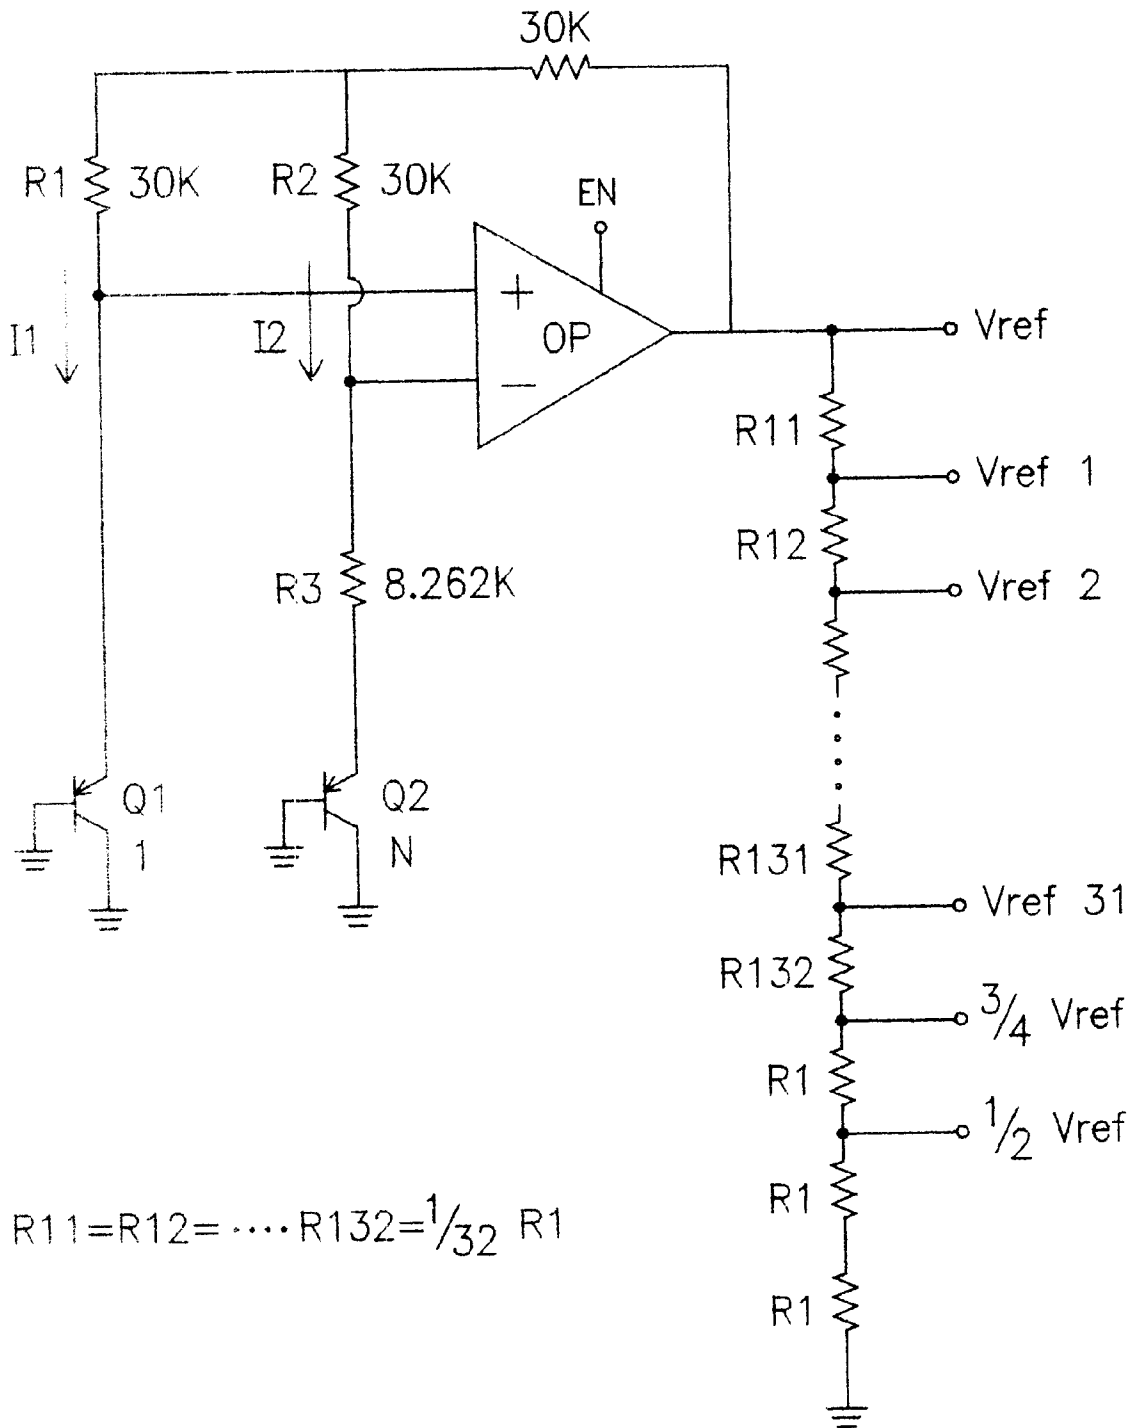 30K
R1 30K
R2 30K
EN
+
OP
−
I1
I2
Vref
R11
Vref 1
R12
Vref 2
R3 8.262K
Q1
1
Q2
N
R131
Vref 31
R132
3/4 Vref
R1
1/2 Vref
R1
R11=R12= ···· R132=1/32 R1
R1